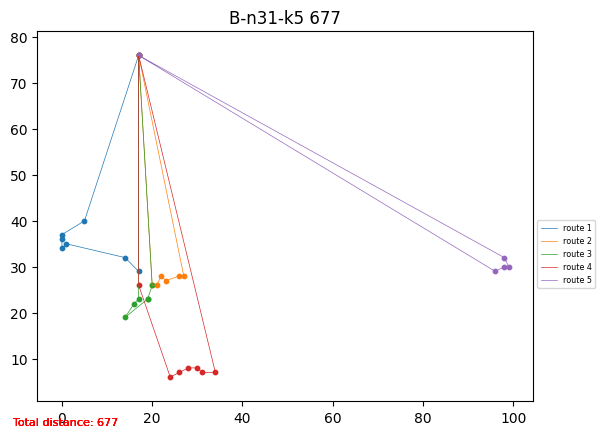 B-n31-k5 677
80
70
60
50
40
30
20
10
0 20 40 60 80 100
route 1
route 2
route 3
route 4
route 5
Total distance: 677